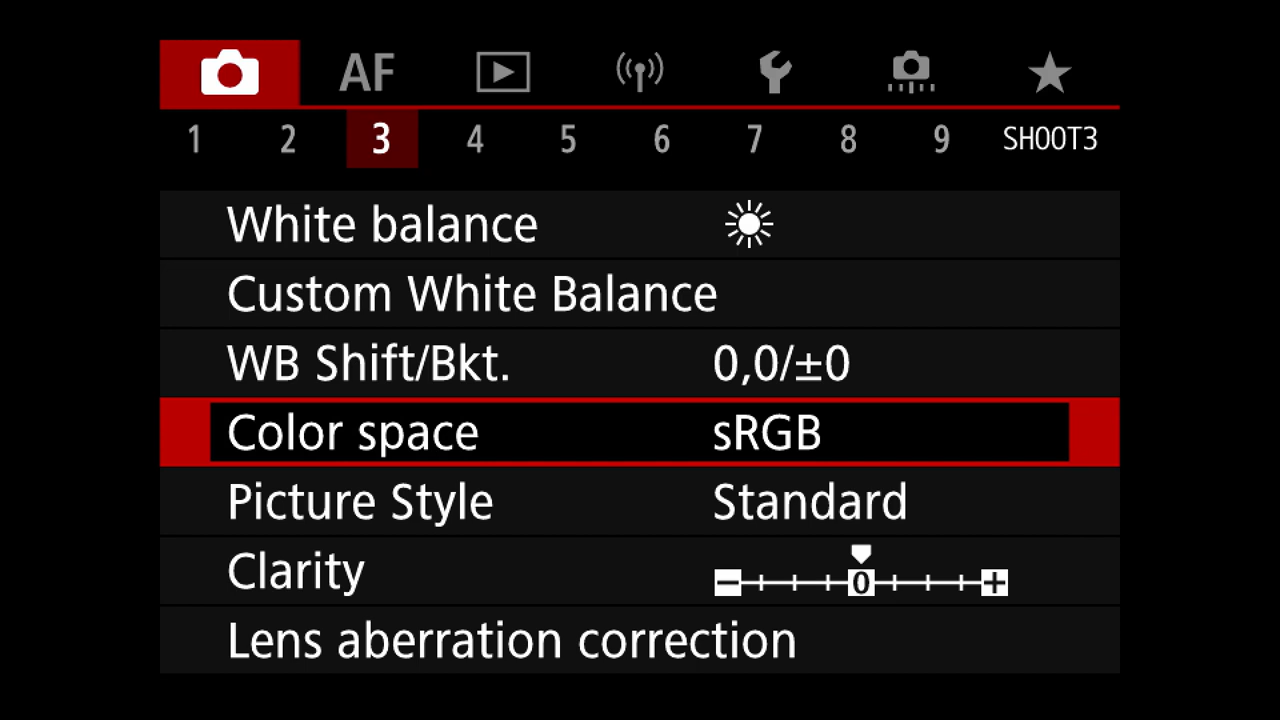 AF
1 2 3 4 5 6 7 8 9 SHOOT3
White balance
Custom White Balance
WB Shift/Bkt. 0,0/±0
Color space sRGB
Picture Style Standard
Clarity − 0 +
Lens aberration correction